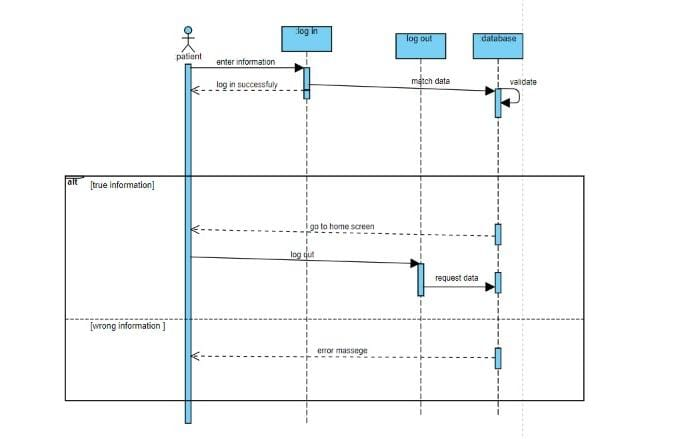 :log in
log out
:database
patient
enter information
log in successfuly
match data
validate
alt
[true information]
go to home screen
log out
request data
[wrong information ]
error massege